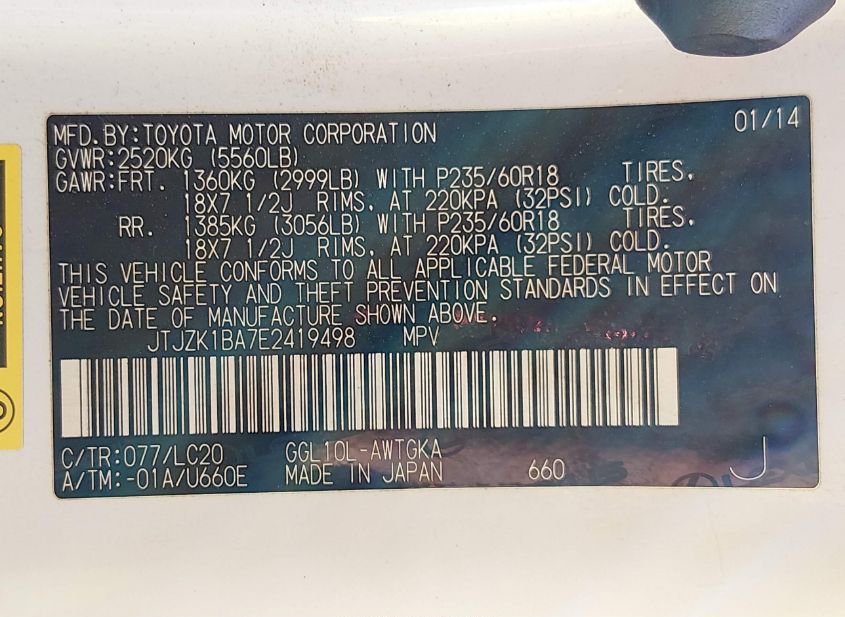 01/14
MFD.BY:TOYOTA MOTOR CORPORATION
GVWR:2520KG (5560LB)
GAWR:FRT. 1360KG (2999LB) WITH P235/60R18 TIRES,
18X7 1/2J RIMS, AT 220KPA (32PSI) COLD.
RR. 1385KG (3056LB) WITH P235/60R18 TIRES,
18X7 1/2J RIMS, AT 220KPA (32PSI) COLD.
THIS VEHICLE CONFORMS TO ALL APPLICABLE FEDERAL MOTOR
VEHICLE SAFETY AND THEFT PREVENTION STANDARDS IN EFFECT ON
THE DATE OF MANUFACTURE SHOWN ABOVE.
JTJZK1BA7E2419498 MPV
C/TR:077/LC20 GGL10L-AWTGKA
A/TM:-01A/U660E MADE IN JAPAN 660 J